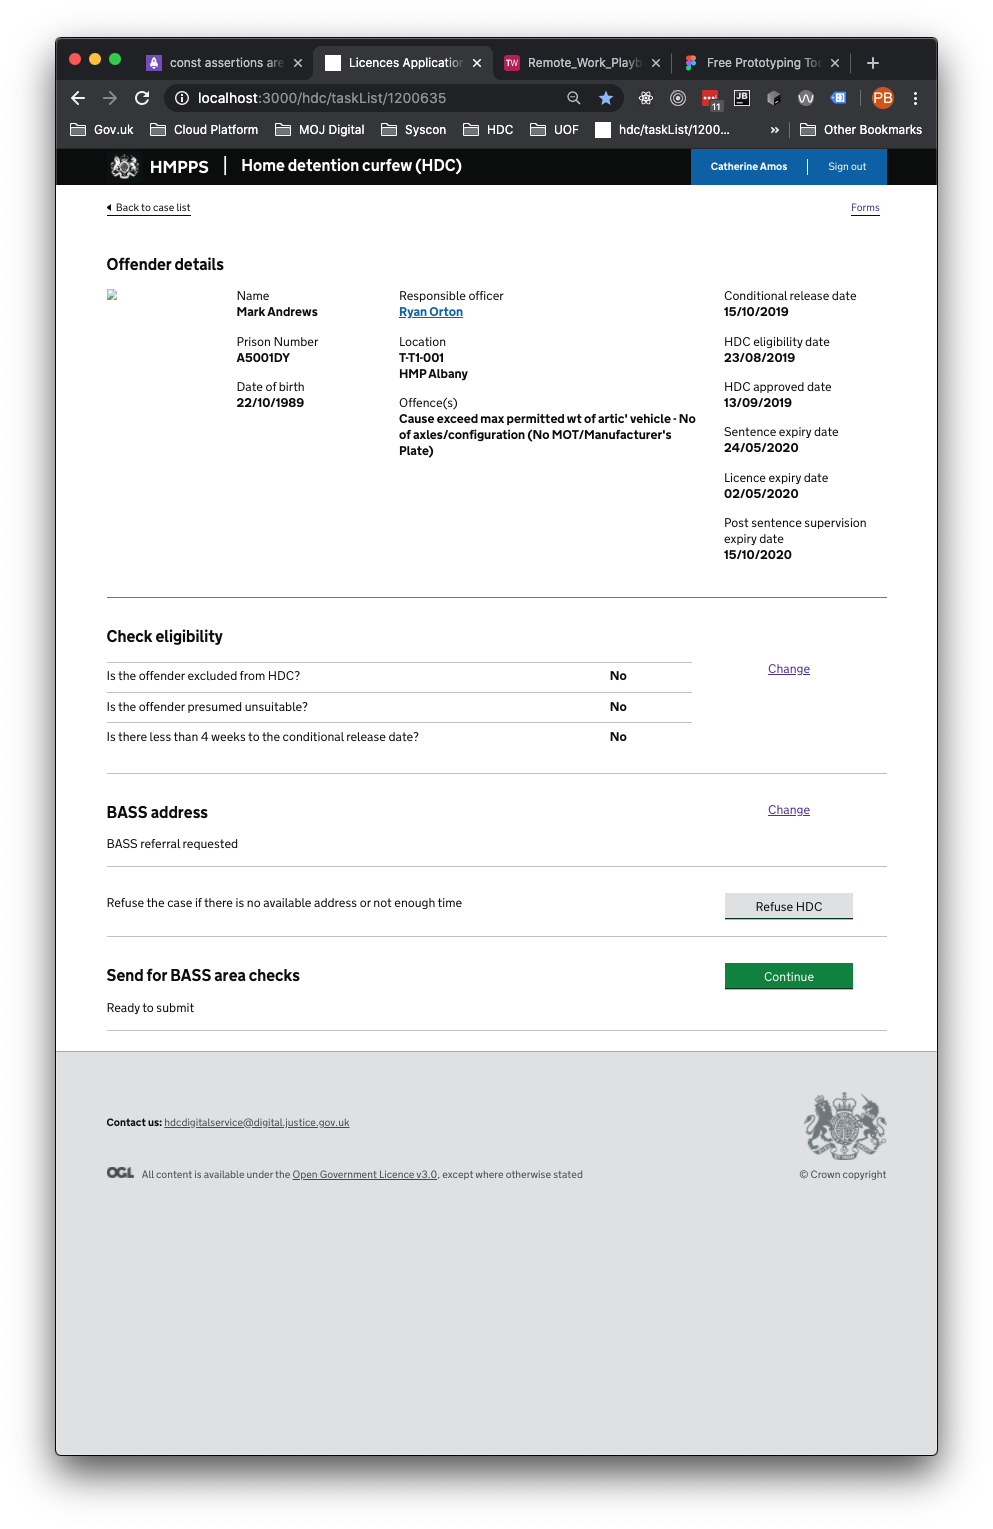 const assertions are
Licences Application
Remote_Work_Playb
Free Prototyping Too
localhost:3000/hdc/taskList/1200635
11
JB
PB
Gov.uk
Cloud Platform
MOJ Digital
Syscon
HDC
UOF
hdc/taskList/1200...
»
Other Bookmarks
HMPPS | Home detention curfew (HDC)
Catherine Amos
Sign out
Back to case list
Forms
Offender details
Name
Mark Andrews
Prison Number
A5001DY
Date of birth
22/10/1989
Responsible officer
Ryan Orton
Location
T-T1-001
HMP Albany
Offence(s)
Cause exceed max permitted wt of artic' vehicle - No
of axles/configuration (No MOT/Manufacturer's
Plate)
Conditional release date
15/10/2019
HDC eligibility date
23/08/2019
HDC approved date
13/09/2019
Sentence expiry date
24/05/2020
Licence expiry date
02/05/2020
Post sentence supervision
expiry date
15/10/2020
Check eligibility
Is the offender excluded from HDC? No
Change
Is the offender presumed unsuitable? No
Is there less than 4 weeks to the conditional release date? No
BASS address
Change
BASS referral requested
Refuse the case if there is no available address or not enough time
Refuse HDC
Send for BASS area checks
Continue
Ready to submit
Contact us: hdcdigitalservice@digital.justice.gov.uk
OGL All content is available under the Open Government Licence v3.0, except where otherwise stated
© Crown copyright